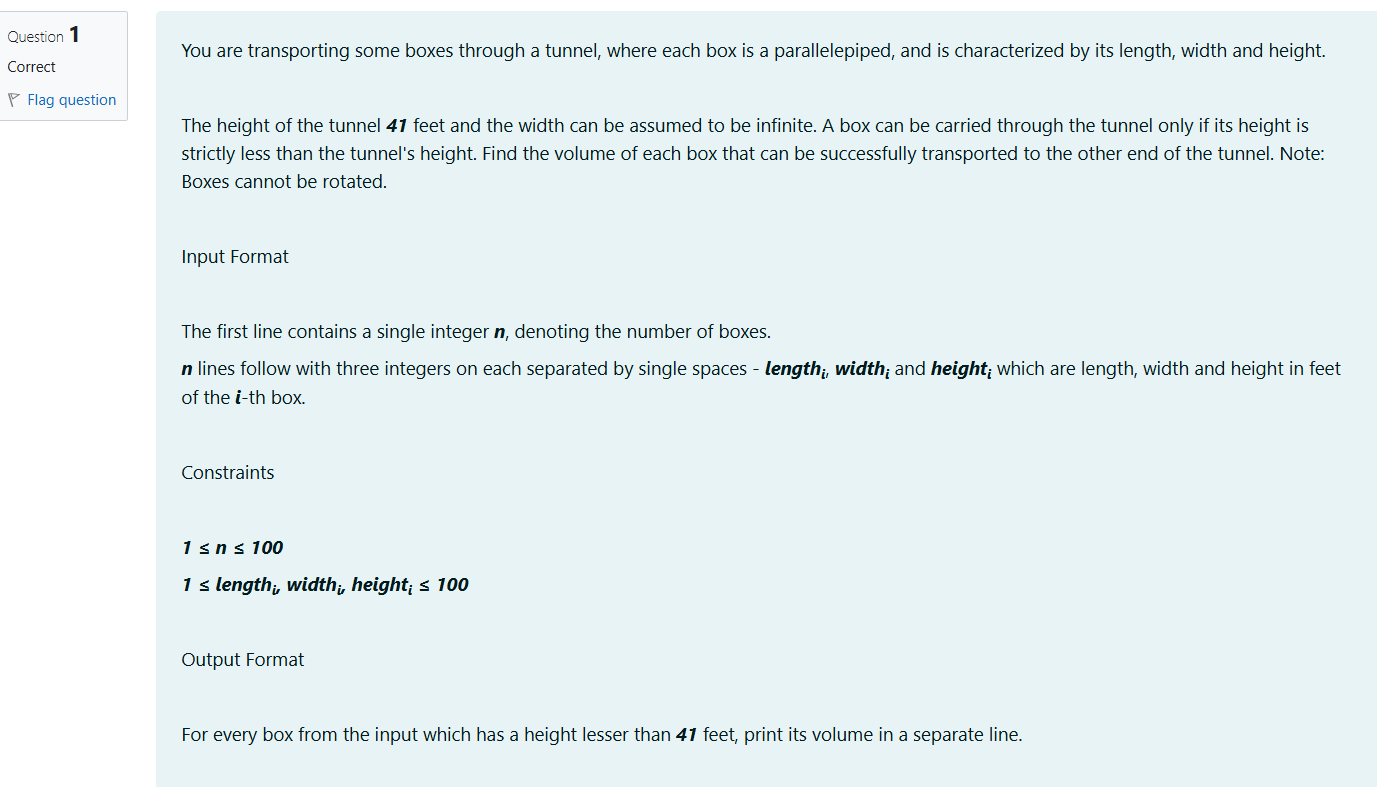 Question 1
Correct
Flag question
You are transporting some boxes through a tunnel, where each box is a parallelepiped, and is characterized by its length, width and height.
The height of the tunnel 41 feet and the width can be assumed to be infinite. A box can be carried through the tunnel only if its height is
strictly less than the tunnel's height. Find the volume of each box that can be successfully transported to the other end of the tunnel. Note:
Boxes cannot be rotated.
Input Format
The first line contains a single integer n, denoting the number of boxes.
n lines follow with three integers on each separated by single spaces - lengthᵢ, widthᵢ and heightᵢ which are length, width and height in feet
of the i-th box.
Constraints
1 ≤ n ≤ 100
1 ≤ lengthᵢ, widthᵢ, heightᵢ ≤ 100
Output Format
For every box from the input which has a height lesser than 41 feet, print its volume in a separate line.